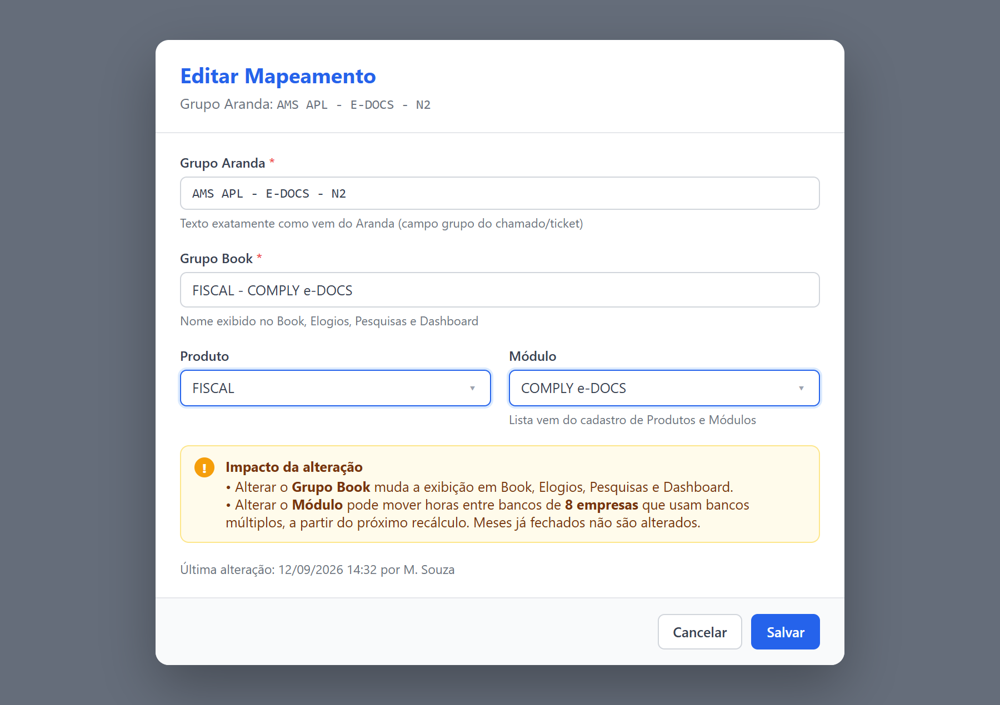 Editar Mapeamento
Grupo Aranda: AMS APL - E-DOCS - N2
Grupo Aranda *
AMS APL - E-DOCS - N2
Texto exatamente como vem do Aranda (campo grupo do chamado/ticket)
Grupo Book *
FISCAL - COMPLY e-DOCS
Nome exibido no Book, Elogios, Pesquisas e Dashboard
Produto
FISCAL
Módulo
COMPLY e-DOCS
Lista vem do cadastro de Produtos e Módulos
! Impacto da alteração
• Alterar o Grupo Book muda a exibição em Book, Elogios, Pesquisas e Dashboard.
• Alterar o Módulo pode mover horas entre bancos de 8 empresas que usam bancos
múltiplos, a partir do próximo recálculo. Meses já fechados não são alterados.
Última alteração: 12/09/2026 14:32 por M. Souza
Cancelar
Salvar